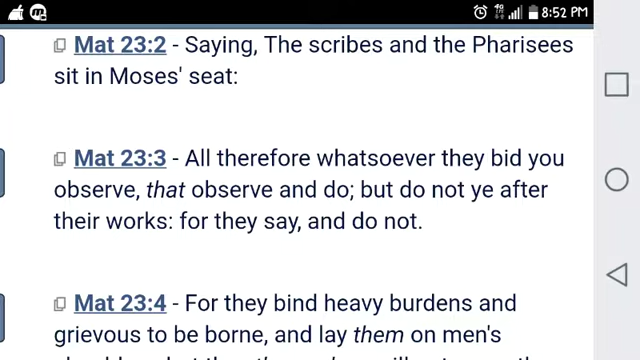 8:52 PM
Mat 23:2 - Saying, The scribes and the Pharisees
sit in Moses' seat:
Mat 23:3 - All therefore whatsoever they bid you
observe, that observe and do; but do not ye after
their works: for they say, and do not.
Mat 23:4 - For they bind heavy burdens and
grievous to be borne, and lay them on men's